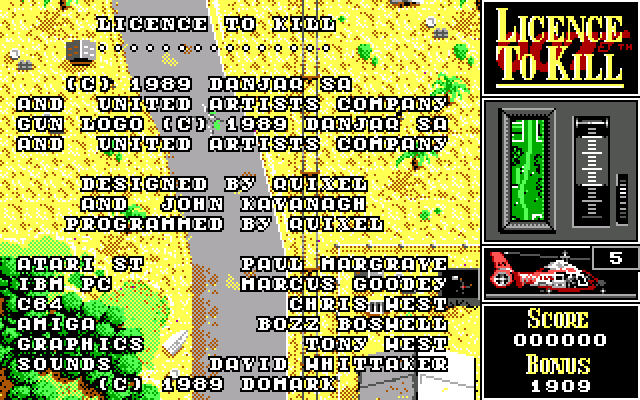 LICENCE TO KILL
(C) 1989 DANJAQ SA
AND UNITED ARTISTS COMPANY
GUN LOGO (C) 1989 DANJAQ SA
AND UNITED ARTISTS COMPANY
DESIGNED BY QUIXEL
AND JOHN KAVANAGH
PROGRAMMED BY QUIXEL
ATARI ST PAUL MARGRAVE
IBM PC MARCUS GOODEY
C64 CHRIS WEST
AMIGA BOZZ BOSWELL
GRAPHICS TONY WEST
SOUNDS DAVID WHITTAKER
(C) 1989 DOMARK
LICENCE
TO KILL
TM
5
SCORE
000000
BONUS
1909